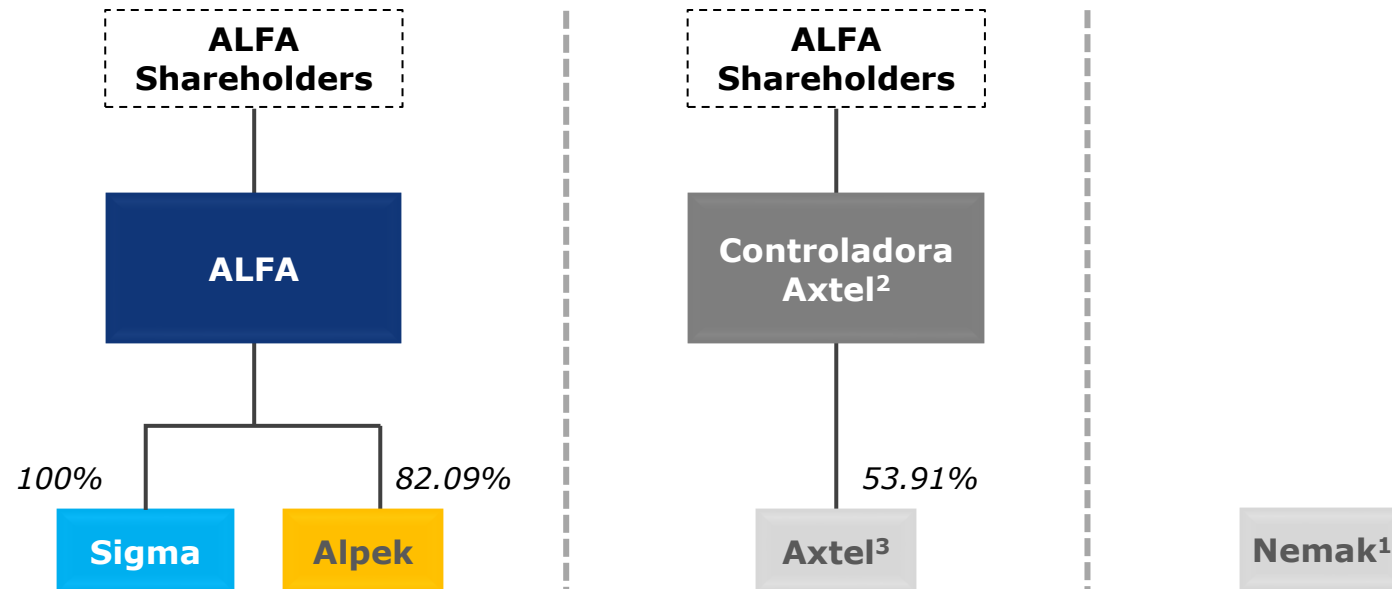 ALFA
Shareholders
ALFA
100%
82.09%
Sigma
Alpek
ALFA
Shareholders
Controladora
Axtel²
53.91%
Axtel³
Nemak¹